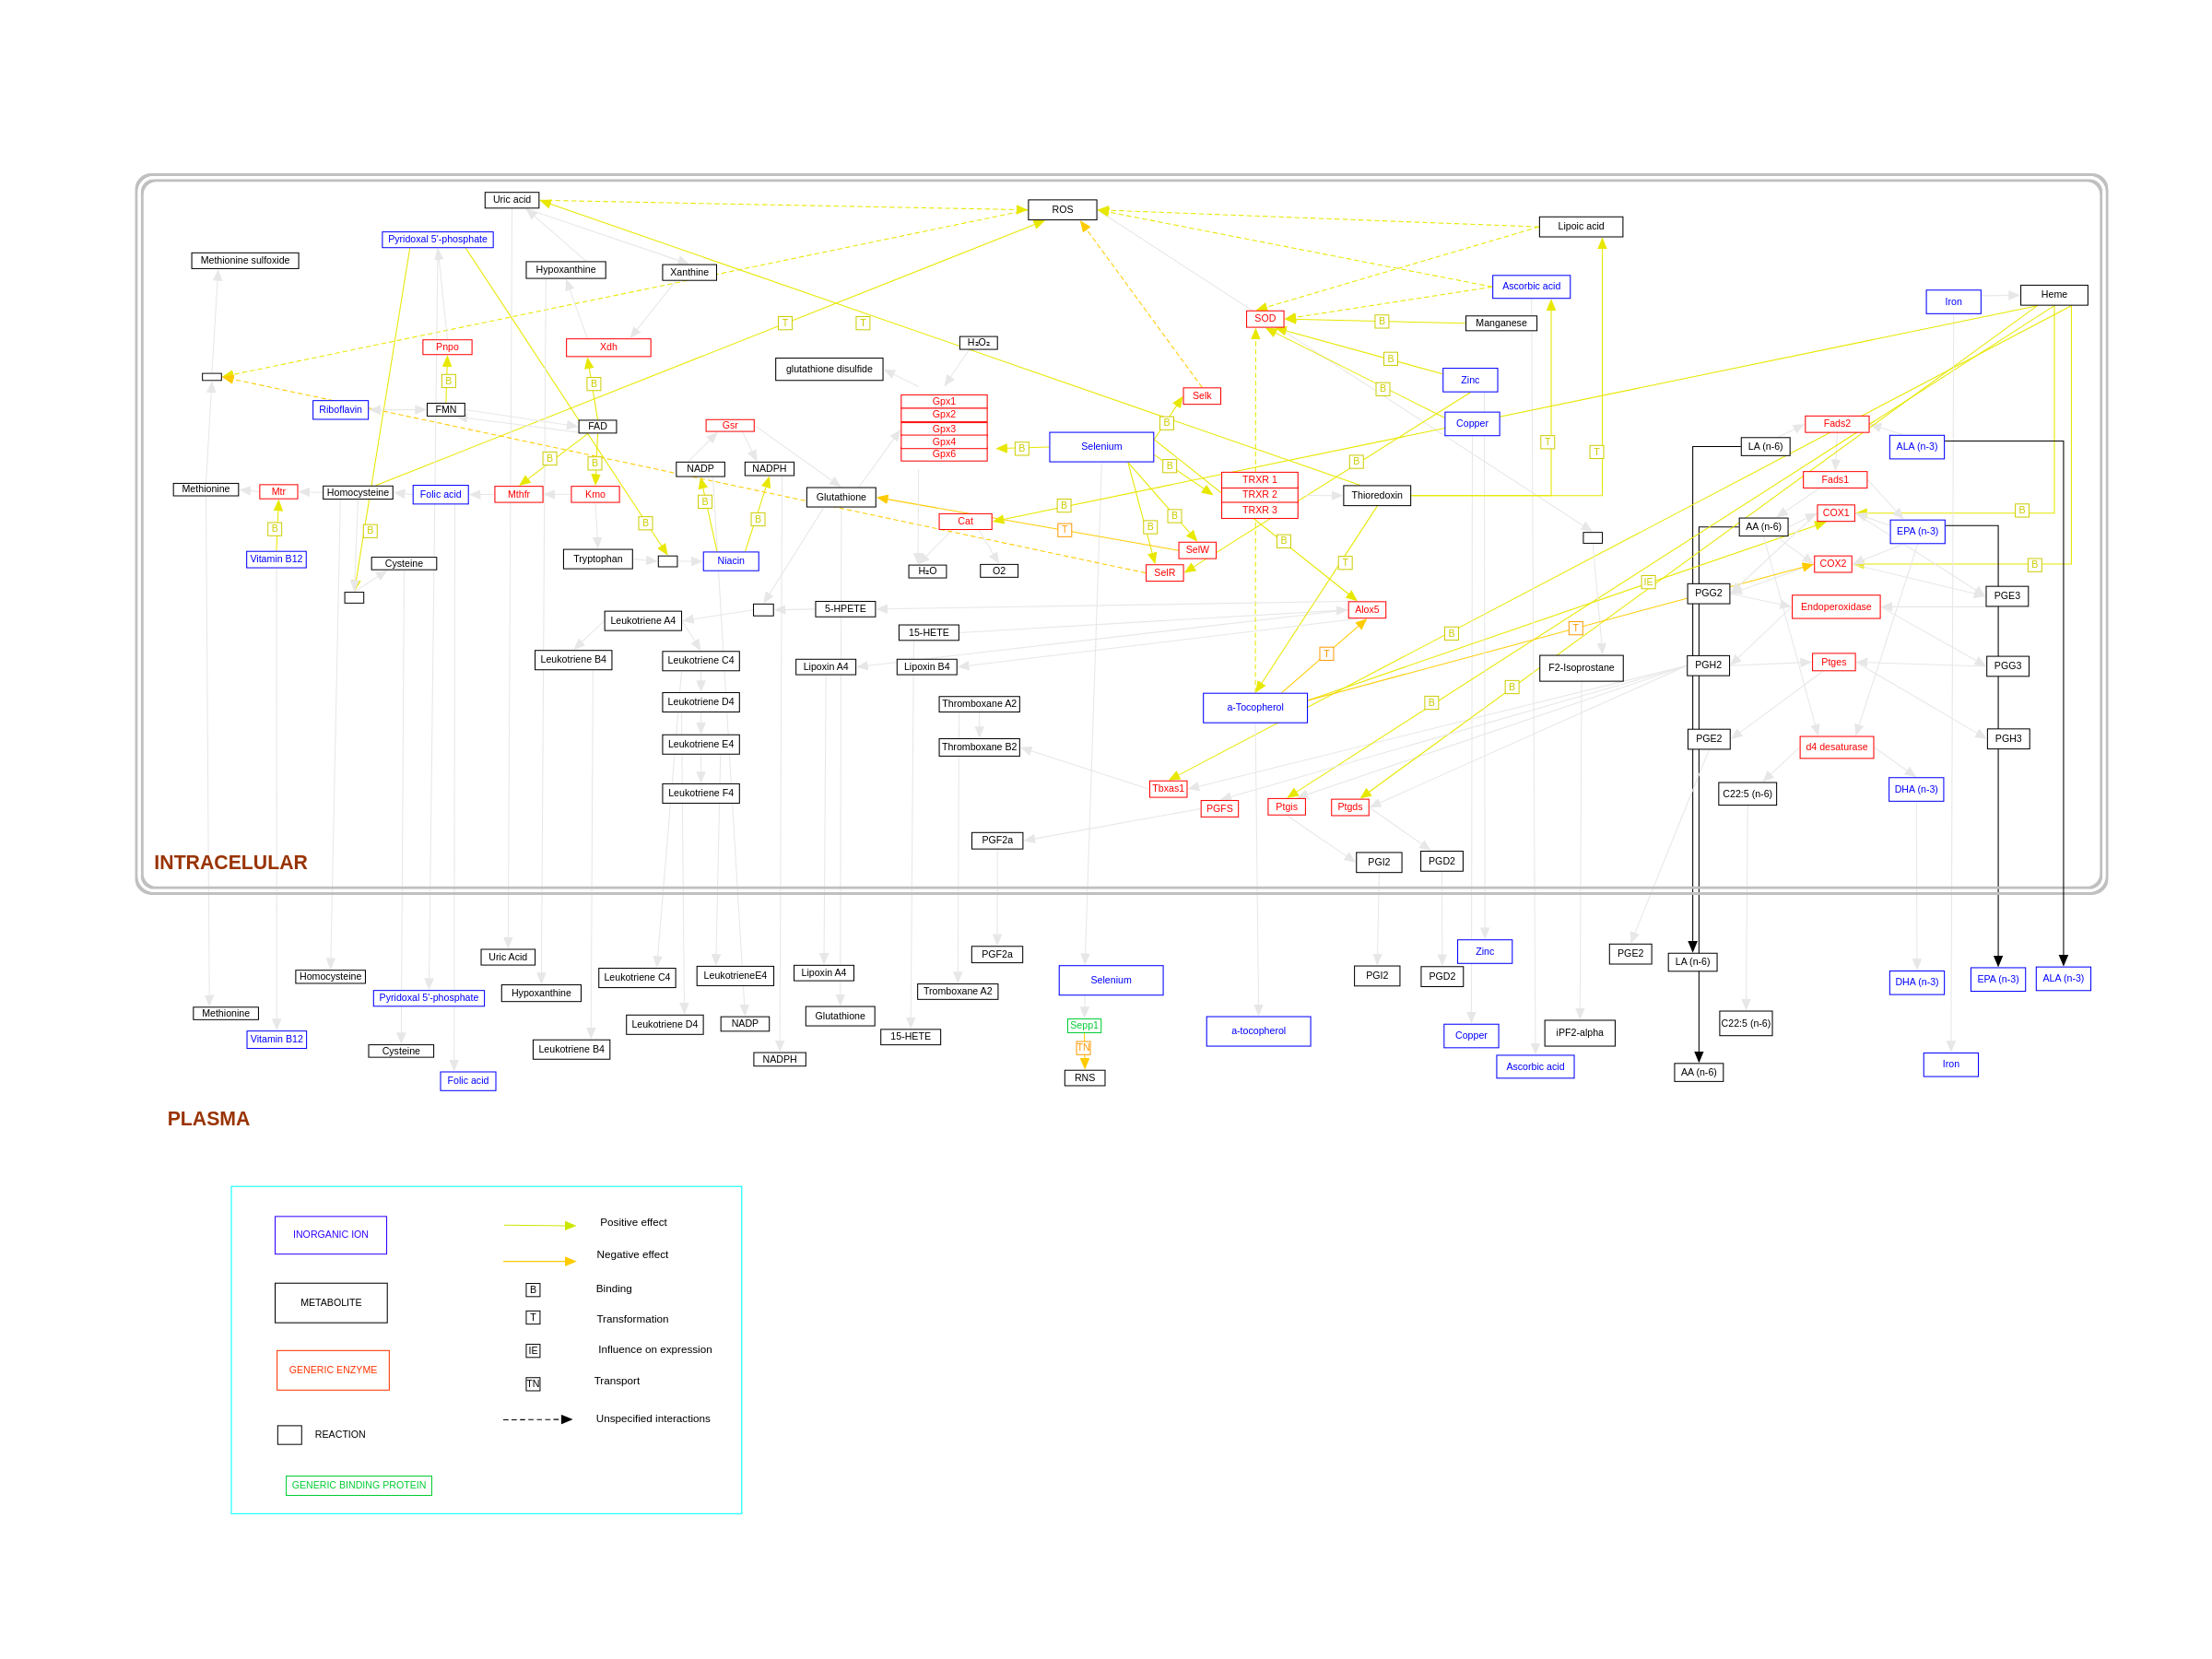 Uric acid
ROS
Lipoic acid
Pyridoxal 5'-phosphate
Methionine sulfoxide
Hypoxanthine
Xanthine
Ascorbic acid
Iron
Heme
SOD
B
Manganese
T
T
H₂O₂
Pnpo
Xdh
B
glutathione disulfide
Zinc
B
B
B
Selk
Riboflavin
FMN
FAD
Gsr
Gpx1
Gpx2
Gpx3
Gpx4
Gpx6
B
B
Selenium
Copper
T
T
Fads2
LA (n-6)
ALA (n-3)
B
B
NADP
NADPH
B
B
TRXR 1
TRXR 2
TRXR 3
Fads1
Methionine
Mtr
Homocysteine
Folic acid
Mthfr
Kmo
Glutathione
Thioredoxin
B
B
B
B
B
B
Cat
T
B
B
B
COX1
B
AA (n-6)
EPA (n-3)
Vitamin B12
Cysteine
Tryptophan
Niacin
H₂O
O2
SelW
SelR
T
COX2
B
IE
PGG2
PGE3
Endoperoxidase
5-HPETE
Alox5
Leukotriene A4
15-HETE
B
T
T
Leukotriene B4
Leukotriene C4
Lipoxin A4
Lipoxin B4
F2-Isoprostane
PGH2
Ptges
PGG3
B
B
Leukotriene D4
Thromboxane A2
a-Tocopherol
Leukotriene E4
Thromboxane B2
PGE2
d4 desaturase
PGH3
Leukotriene F4
Tbxas1
PGFS
Ptgis
Ptgds
C22:5 (n-6)
DHA (n-3)
PGF2a
PGI2
PGD2
INTRACELULAR
Uric Acid
PGF2a
Zinc
PGE2
LA (n-6)
Homocysteine
Leukotriene C4
LeukotrieneE4
Lipoxin A4
Selenium
PGI2
PGD2
DHA (n-3)
EPA (n-3)
ALA (n-3)
Pyridoxal 5'-phosphate
Hypoxanthine
Tromboxane A2
Methionine
Leukotriene D4
NADP
Glutathione
Sepp1
a-tocopherol
Copper
iPF2-alpha
C22:5 (n-6)
Vitamin B12
Cysteine
Leukotriene B4
NADPH
15-HETE
TN
RNS
Ascorbic acid
AA (n-6)
Iron
Folic acid
PLASMA
INORGANIC ION
Positive effect
Negative effect
METABOLITE
B
Binding
T
Transformation
GENERIC ENZYME
IE
Influence on expression
TN
Transport
REACTION
Unspecified interactions
GENERIC BINDING PROTEIN